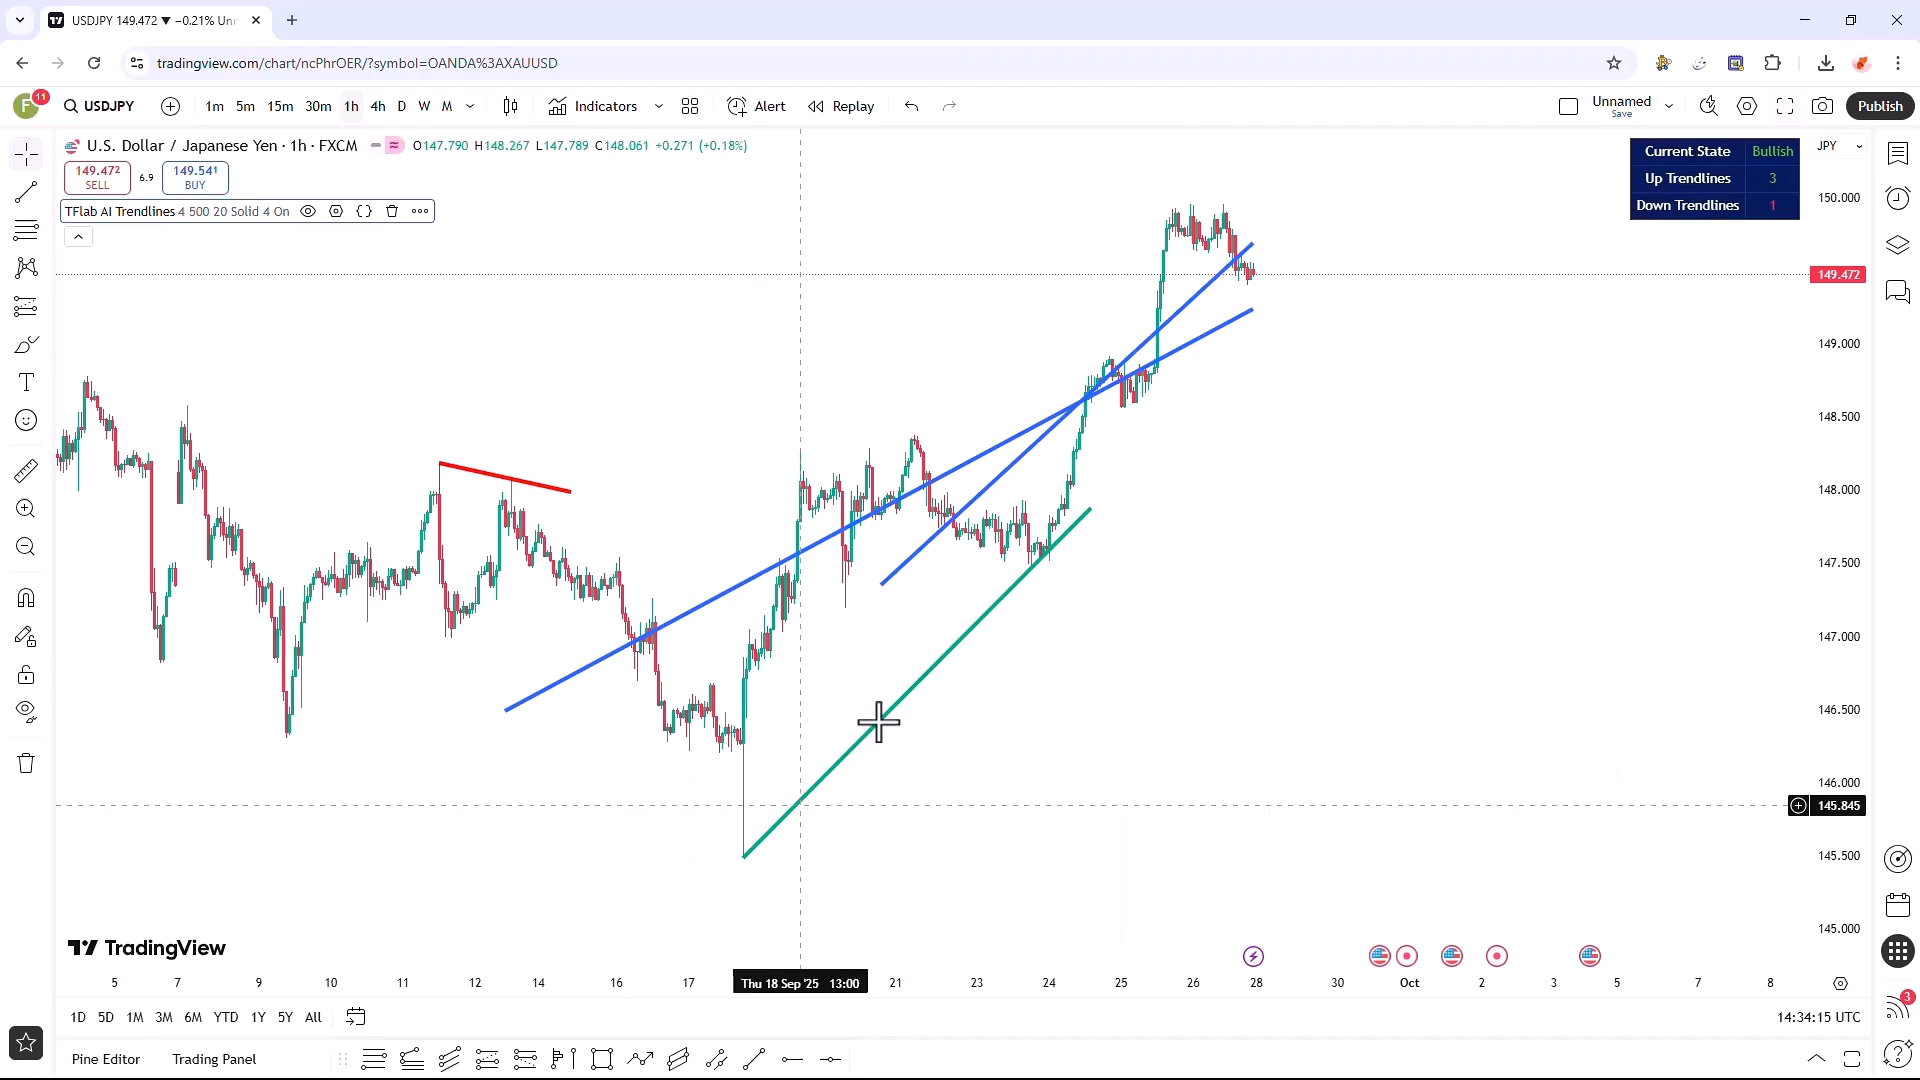 USDJPY 149.472 ▼ −0.21% Unn
tradingview.com/chart/ncPhrOER/?symbol=OANDA%3AXAUUSD
F 11 USDJPY 1m 5m 15m 30m 1h 4h D W M Indicators Alert Replay Unnamed Save Publish
U.S. Dollar / Japanese Yen · 1h · FXCM O147.790 H148.267 L147.789 C148.061 +0.271 (+0.18%)
149.472 SELL 6.9 149.541 BUY
TFlab AI Trendlines 4 500 20 Solid 4 On
Current State Bullish
Up Trendlines 3
Down Trendlines 1
JPY
150.000
149.472
149.000
148.500
148.000
147.500
147.000
146.500
146.000
145.845
145.500
145.000
TradingView
5 7 9 10 11 12 14 16 17 Thu 18 Sep '25 13:00 21 23 24 25 26 28 30 Oct 2 3 5 7 8
1D 5D 1M 3M 6M YTD 1Y 5Y All 14:34:15 UTC
3
Pine Editor Trading Panel